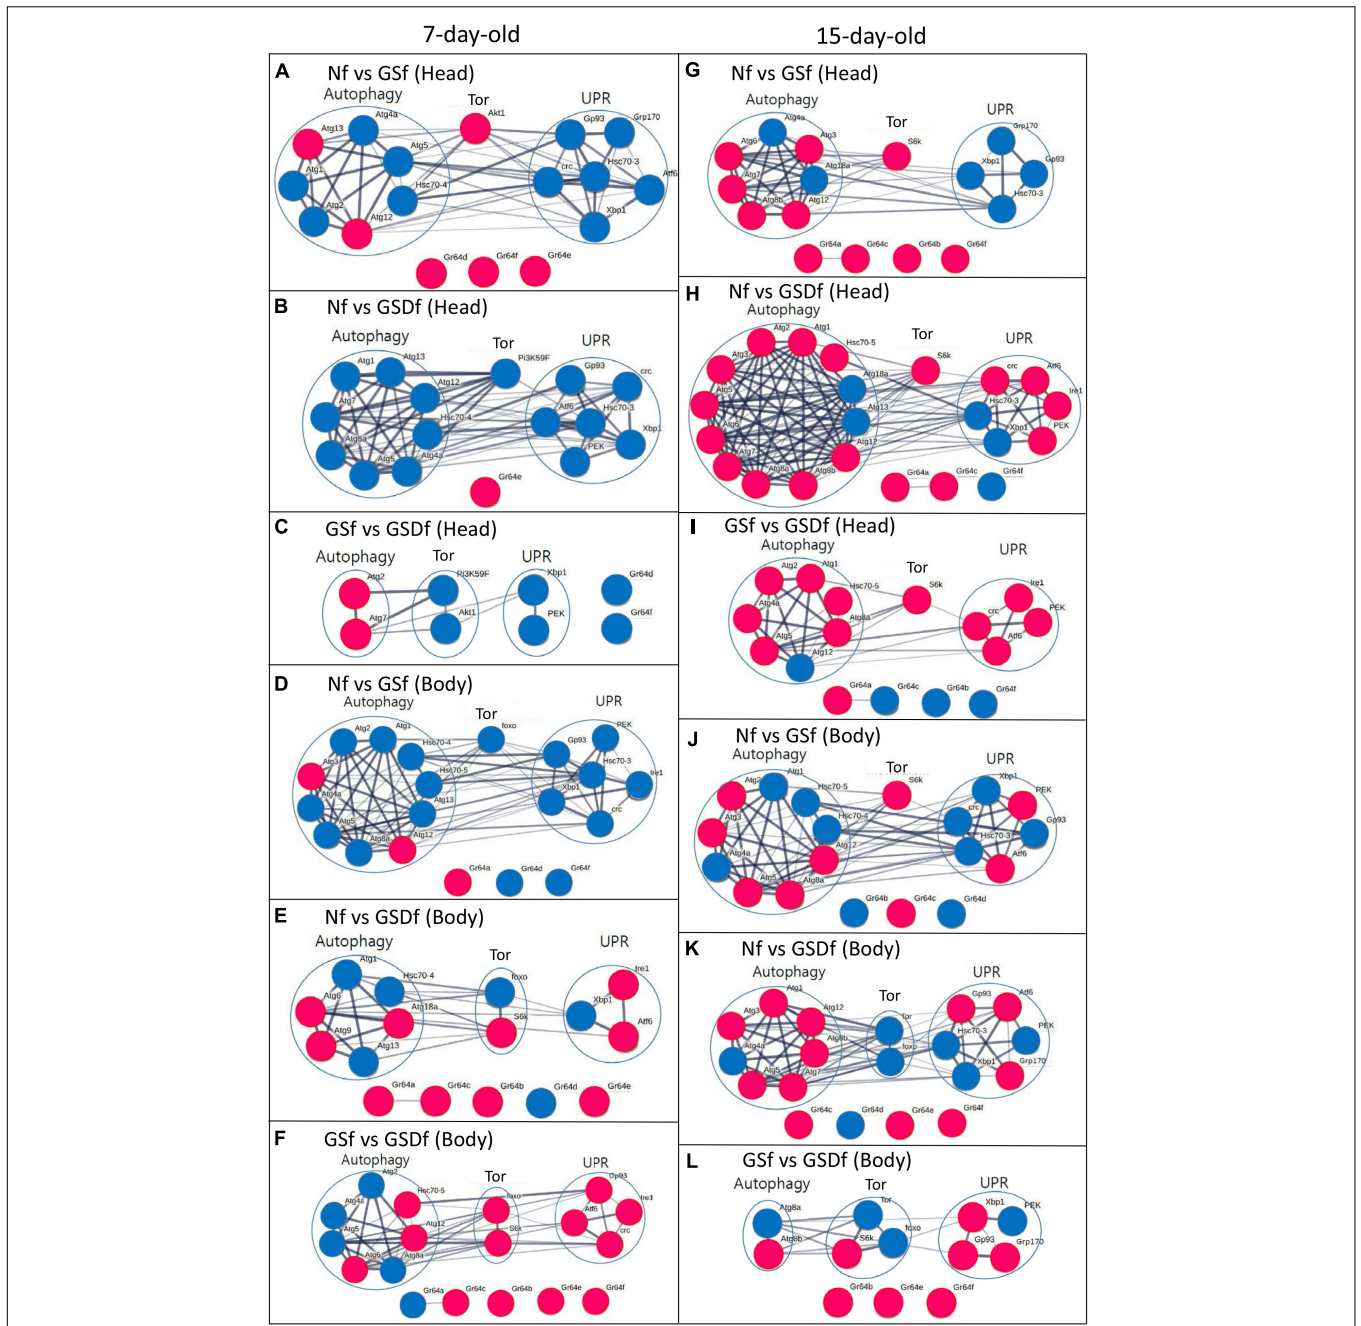 7-day-old
15-day-old
A Nf vs GSf (Head)
Autophagy Tor UPR
Akt1
Atg4a Gp93 Grp170
Atg13 Atg5
Atg1 Hsc70-4 crc Hsc70-3 Atf6
Atg2 Atg12 Xbp1
Gr64d Gr64f Gr64e
B Nf vs GSDf (Head)
Autophagy Tor UPR
Atg1 Atg13 Pi3K59F Gp93 crc
Atg12
Atg7 Hsc70-4 Atf6 Hsc70-3
Atg8a Xbp1
Atg5 Atg4a PEK
Gr64e
C GSf vs GSDf (Head)
Autophagy Tor UPR
Atg2 Pi3K59F Xbp1 Gr64d
Atg7 Akt1 PEK Gr64f
D Nf vs GSf (Body)
Autophagy Tor UPR
Atg2 Atg1 foxo PEK
Hsc70-4 Gp93
Atg3 Hsc70-5 Hsc70-3 Ire1
Atg4a Atg13 Xbp1
Atg5 Atg8a Atg12 crc
Gr64a Gr64d Gr64f
E Nf vs GSDf (Body)
Autophagy Tor UPR
Atg1 Hsc70-4 foxo Ire1
Atg6 Atg18a Xbp1
Atg9 Atg13 S6k Atf6
Gr64a Gr64c Gr64b Gr64d Gr64e
F GSf vs GSDf (Body)
Autophagy Tor UPR
Atg2 Gp93
Hsc70-5 foxo Ire1
Atg4a Atf6
Atg5 Atg12 S6k crc
Atg6 Atg8a
Gr64a Gr64c Gr64b Gr64e Gr64f
G Nf vs GSf (Head)
Autophagy Tor UPR
Atg4a Grp170
Atg6 Atg3 S6k
Atg7 Atg18a Xbp1 Gp93
Atg8b Atg12 Hsc70-3
Gr64a Gr64c Gr64b Gr64f
H Nf vs GSDf (Head)
Autophagy Tor UPR
Atg2 Atg1 Hsc70-5
Atg3 Atg18a S6k crc Atf6
Atg5 Atg13 Hsc70-3 Ire1
Atg6 Atg12 Xbp1 PEK
Atg7 Atg8a Atg8b
Gr64a Gr64c Gr64f
I GSf vs GSDf (Head)
Autophagy Tor UPR
Atg2 Atg1 Hsc70-5 S6k Ire1
Atg4a Atg8a crc PEK
Atg5 Atg12 Atf6
Gr64a Gr64c Gr64b Gr64f
J Nf vs GSf (Body)
Autophagy Tor UPR
Atg2 Atg1 Hsc70-5 S6k Xbp1 PEK
Atg3 Hsc70-4 crc Gp93
Atg4a Atg12 Hsc70-3 Atf6
Atg5 Atg8a
Gr64b Gr64c Gr64d
K Nf vs GSDf (Body)
Autophagy Tor UPR
Atg1 Gp93 Atf6
Atg3 Atg12 tor PEK
Atg4a Atg8b foxo Hsc70-3
Atg5 Atg7 Xbp1 Grp170
Gr64c Gr64d Gr64e Gr64f
L GSf vs GSDf (Body)
Autophagy Tor UPR
Atg8a Tor Xbp1 PEK
Atg8b S6k foxo Gp93 Grp170
Gr64b Gr64e Gr64f